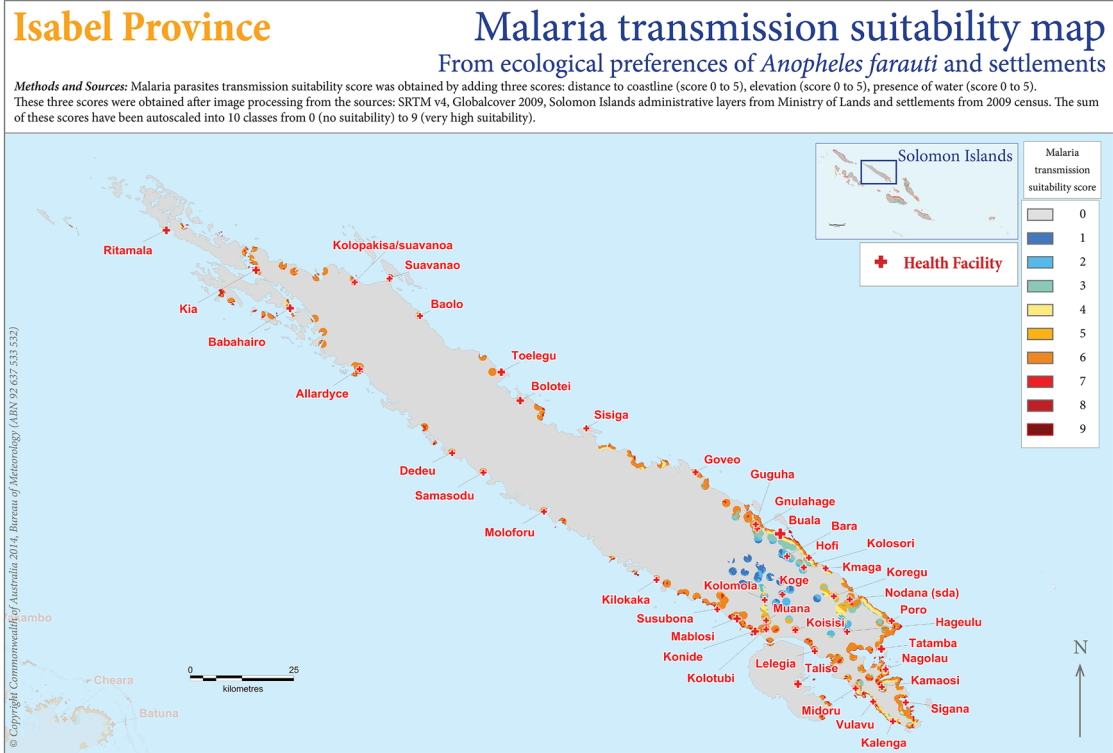 Isabel Province
Malaria transmission suitability map
From ecological preferences of Anopheles farauti and settlements
Methods and Sources: Malaria parasites transmission suitability score was obtained by adding three scores: distance to coastline (score 0 to 5), elevation (score 0 to 5), presence of water (score 0 to 5).
These three scores were obtained after image processing from the sources: SRTM v4, Globalcover 2009, Solomon Islands administrative layers from Ministry of Lands and settlements from 2009 census. The sum
of these scores have been autoscaled into 10 classes from 0 (no suitability) to 9 (very high suitability).
Solomon Islands
Health Facility
Malaria
transmission
suitability score
0
1
2
3
4
5
6
7
8
9
Ritamala
Kolopakisa/suavanoa
Suavanao
Kia
Baolo
Babahairo
Toelegu
Allardyce
Bolotei
Sisiga
Goveo
Dedeu
Guguha
Samasodu
Gnulahage
Buala
Bara
Moloforu
Hofi
Kolosori
Kmaga
Koregu
Kolomola
Koge
Nodana (sda)
Kilokaka
Muana
Poro
Susubona
Koisisi
Hageulu
Mablosi
Tatamba
Konide
Lelegia
Talise
Nagolau
Kolotubi
Kamaosi
Midoru
Sigana
Vulavu
Kalenga
ambo
Cheara
Batuna
0
25
kilometres
N
© Copyright Commonwealth of Australia 2014, Bureau of Meteorology (ABN 92 637 533 532)